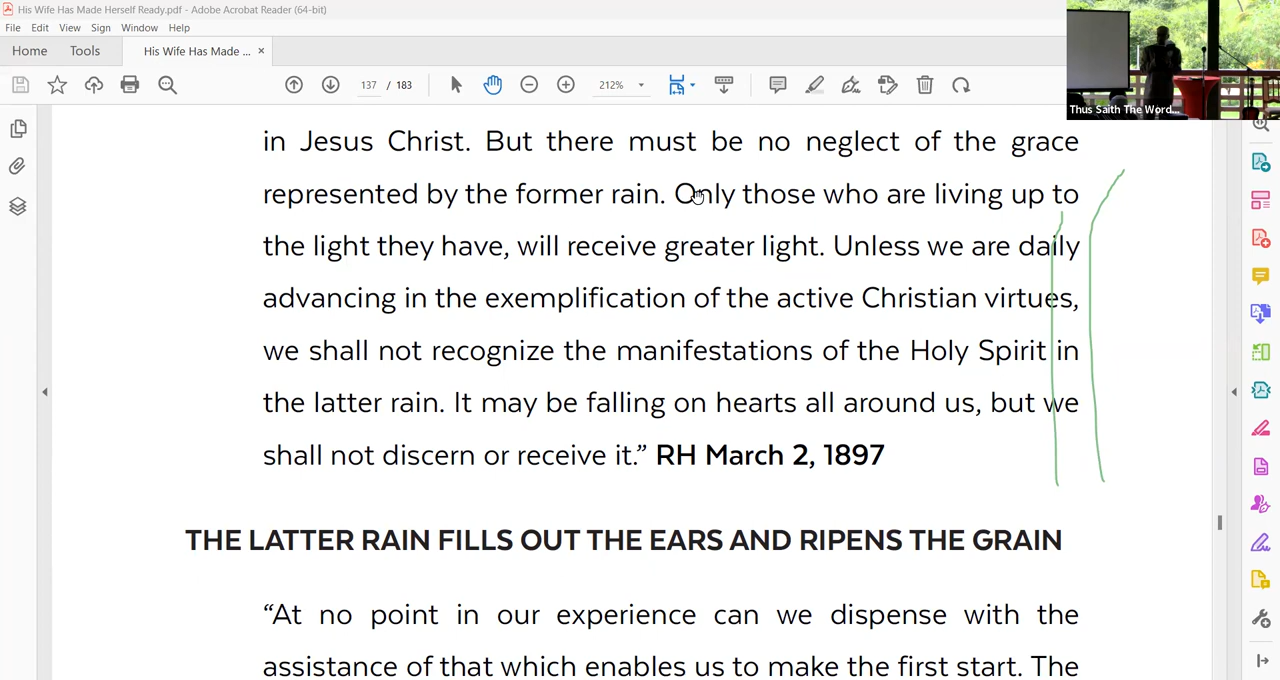 His Wife Has Made Herself Ready.pdf - Adobe Acrobat Reader (64-bit)
File Edit View Sign Window Help
Home Tools His Wife Has Made ... ×
137 / 183 212%
Thus Saith The Word...
in Jesus Christ. But there must be no neglect of the grace
represented by the former rain. Only those who are living up to
the light they have, will receive greater light. Unless we are daily
advancing in the exemplification of the active Christian virtues,
we shall not recognize the manifestations of the Holy Spirit in
the latter rain. It may be falling on hearts all around us, but we
shall not discern or receive it.” RH March 2, 1897
THE LATTER RAIN FILLS OUT THE EARS AND RIPENS THE GRAIN
“At no point in our experience can we dispense with the
assistance of that which enables us to make the first start. The